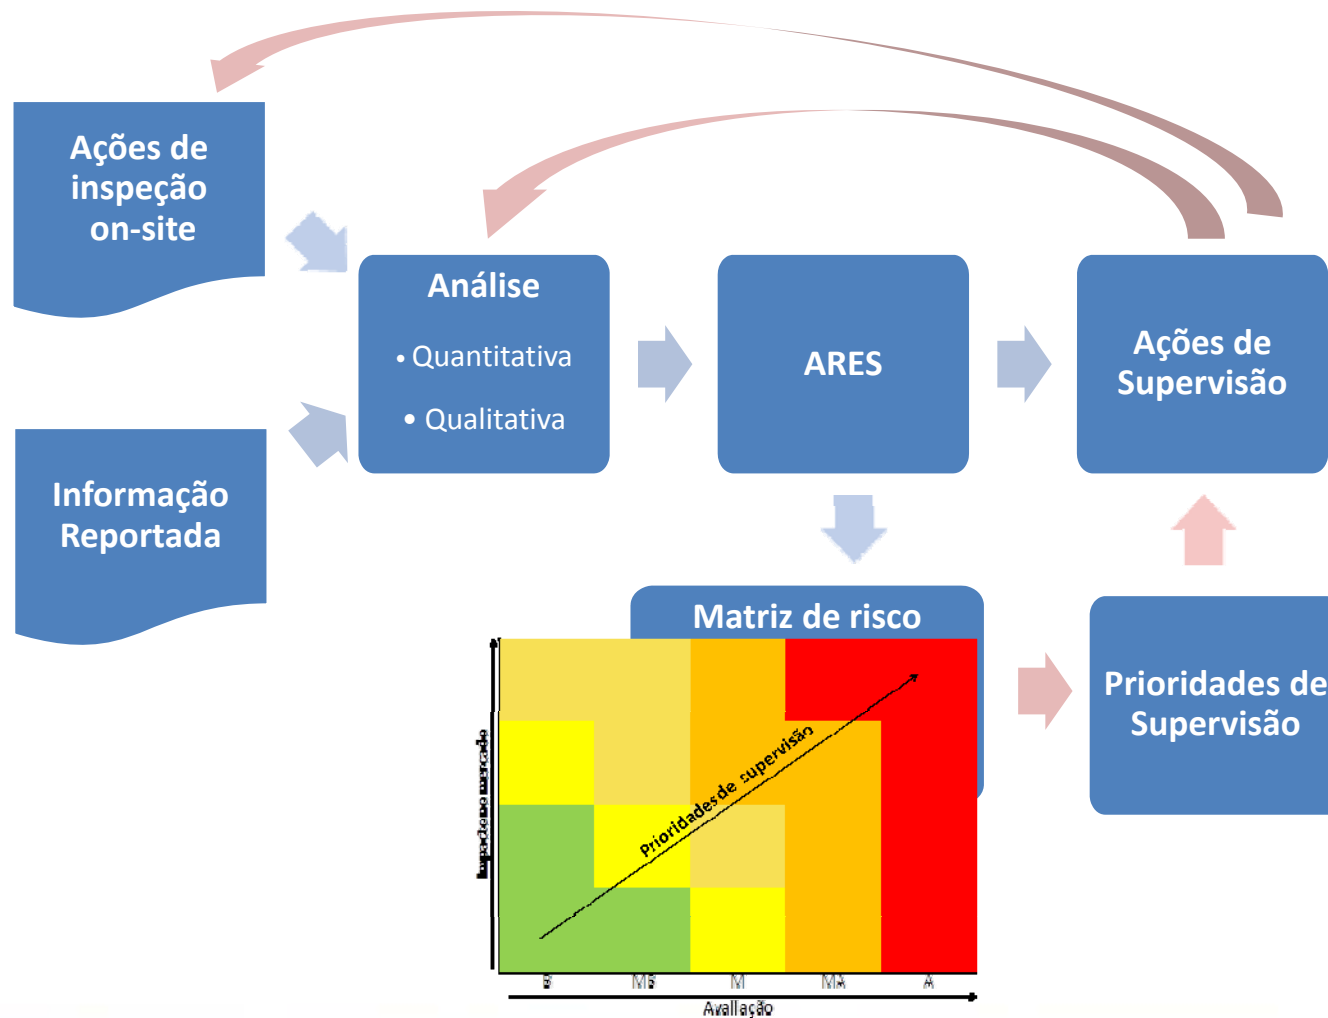 Ações de
inspeção
on-site
Análise
• Quantitativa
• Qualitativa
ARES
Ações de
Supervisão
Informação
Reportada
Matriz de risco
Prioridades de
Supervisão
Prioridades de supervisão
B
MB
M
MA
A
Avaliação